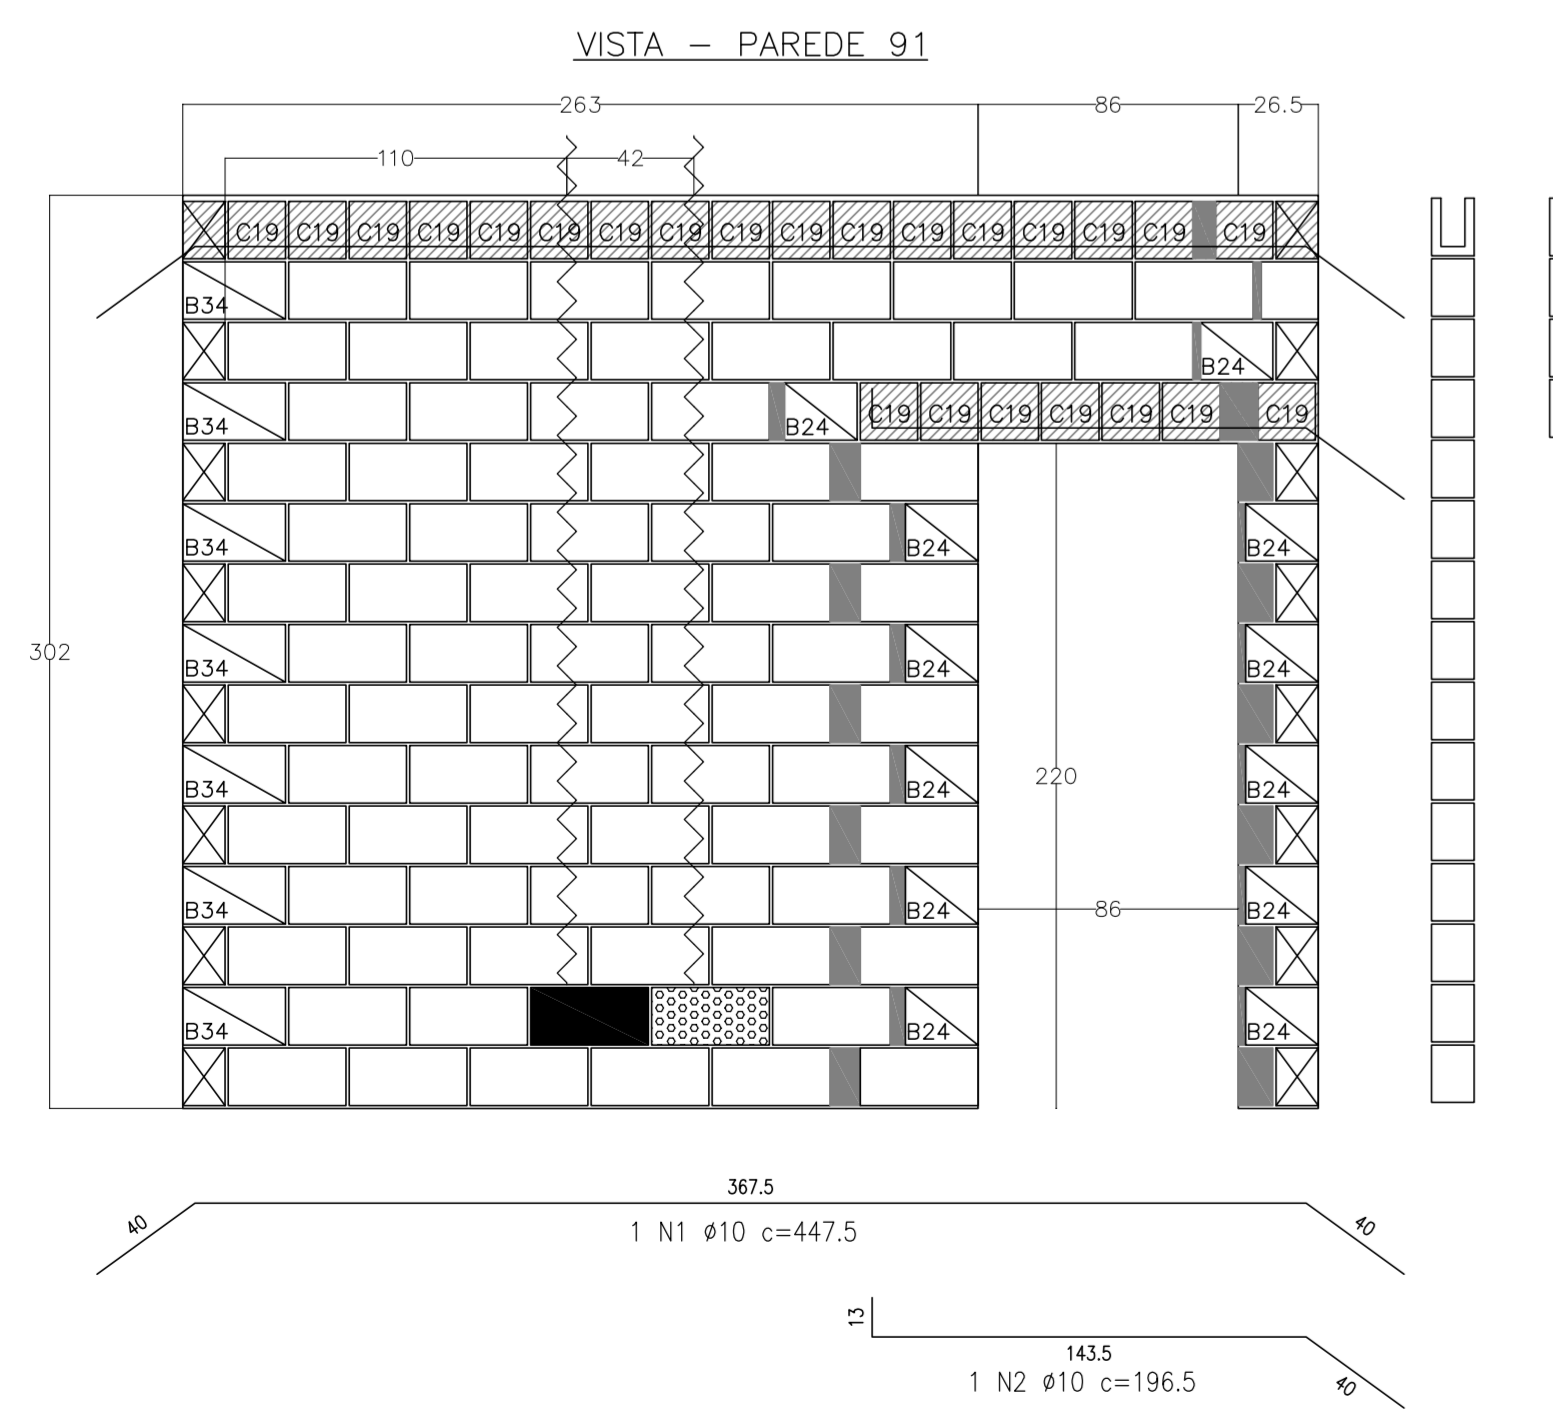 VISTA – PAREDE 91
263 86 26.5
110 42
C19 C19 C19 C19 C19 C19 C19 C19 C19 C19 C19 C19 C19 C19 C19 C19 C19
B34
B24
B34 B24 C19 C19 C19 C19 C19 C19 C19
B34 B24 B24
302
B34 B24 B24
220
B34 B24 B24
B34 86 B24 B24
B34 B24 B24
367.5
40 40
1 N1 ø10 c=447.5
13
143.5
1 N2 ø10 c=196.5
40